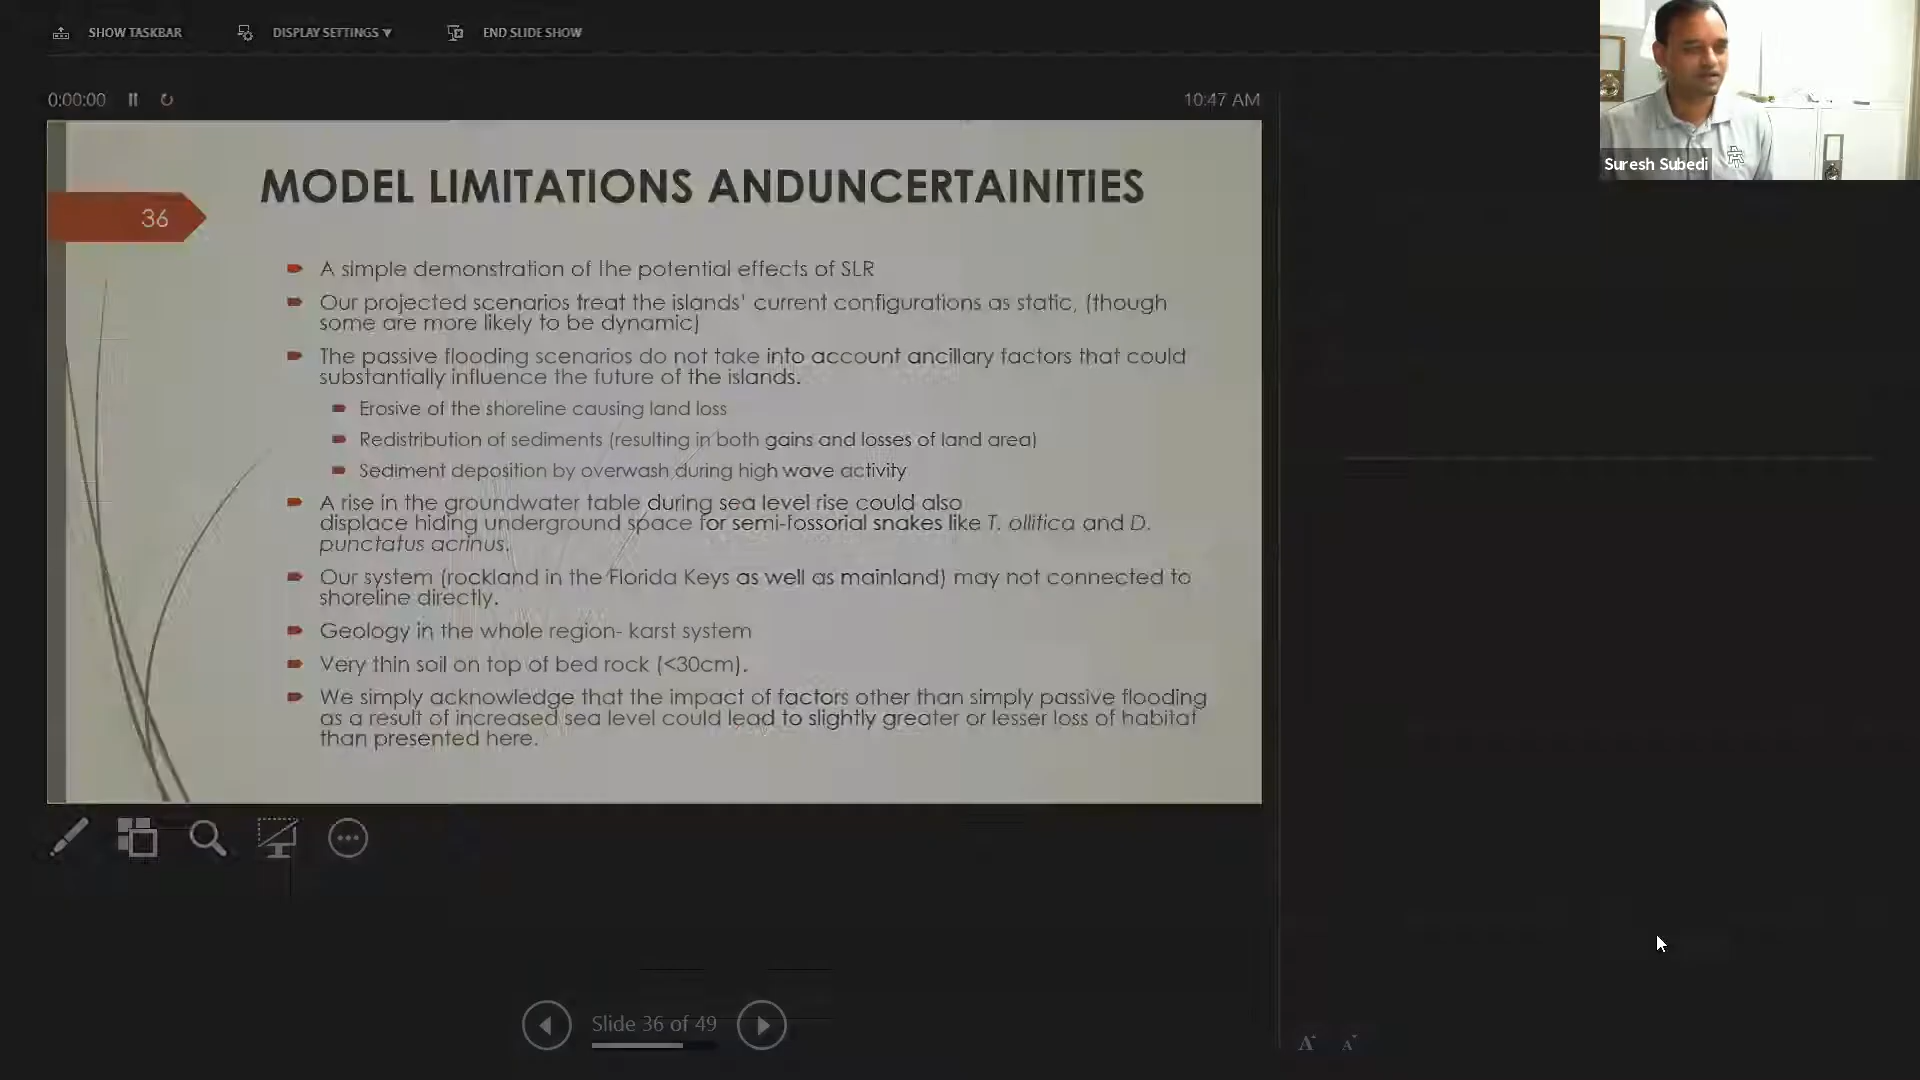 SHOW TASKBAR
DISPLAY SETTINGS ▼
END SLIDE SHOW
0:00:00
10:47 AM
Suresh Subedi
36
MODEL LIMITATIONS ANDUNCERTAINITIES
A simple demonstration of the potential effects of SLR
Our projected scenarios treat the islands' current configurations as static, (though
some are more likely to be dynamic)
The passive flooding scenarios do not take into account ancillary factors that could
substantially influence the future of the islands.
Erosive of the shoreline causing land loss
Redistribution of sediments (resulting in both gains and losses of land area)
Sediment deposition by overwash during high wave activity
A rise in the groundwater table during sea level rise could also
displace hiding underground space for semi-fossorial snakes like T. ollitica and D.
punctatus acrinus.
Our system (rockland in the Florida Keys as well as mainland) may not connected to
shoreline directly.
Geology in the whole region- karst system
Very thin soil on top of bed rock (<30cm).
We simply acknowledge that the impact of factors other than simply passive flooding
as a result of increased sea level could lead to slightly greater or lesser loss of habitat
than presented here.
Slide 36 of 49
A A